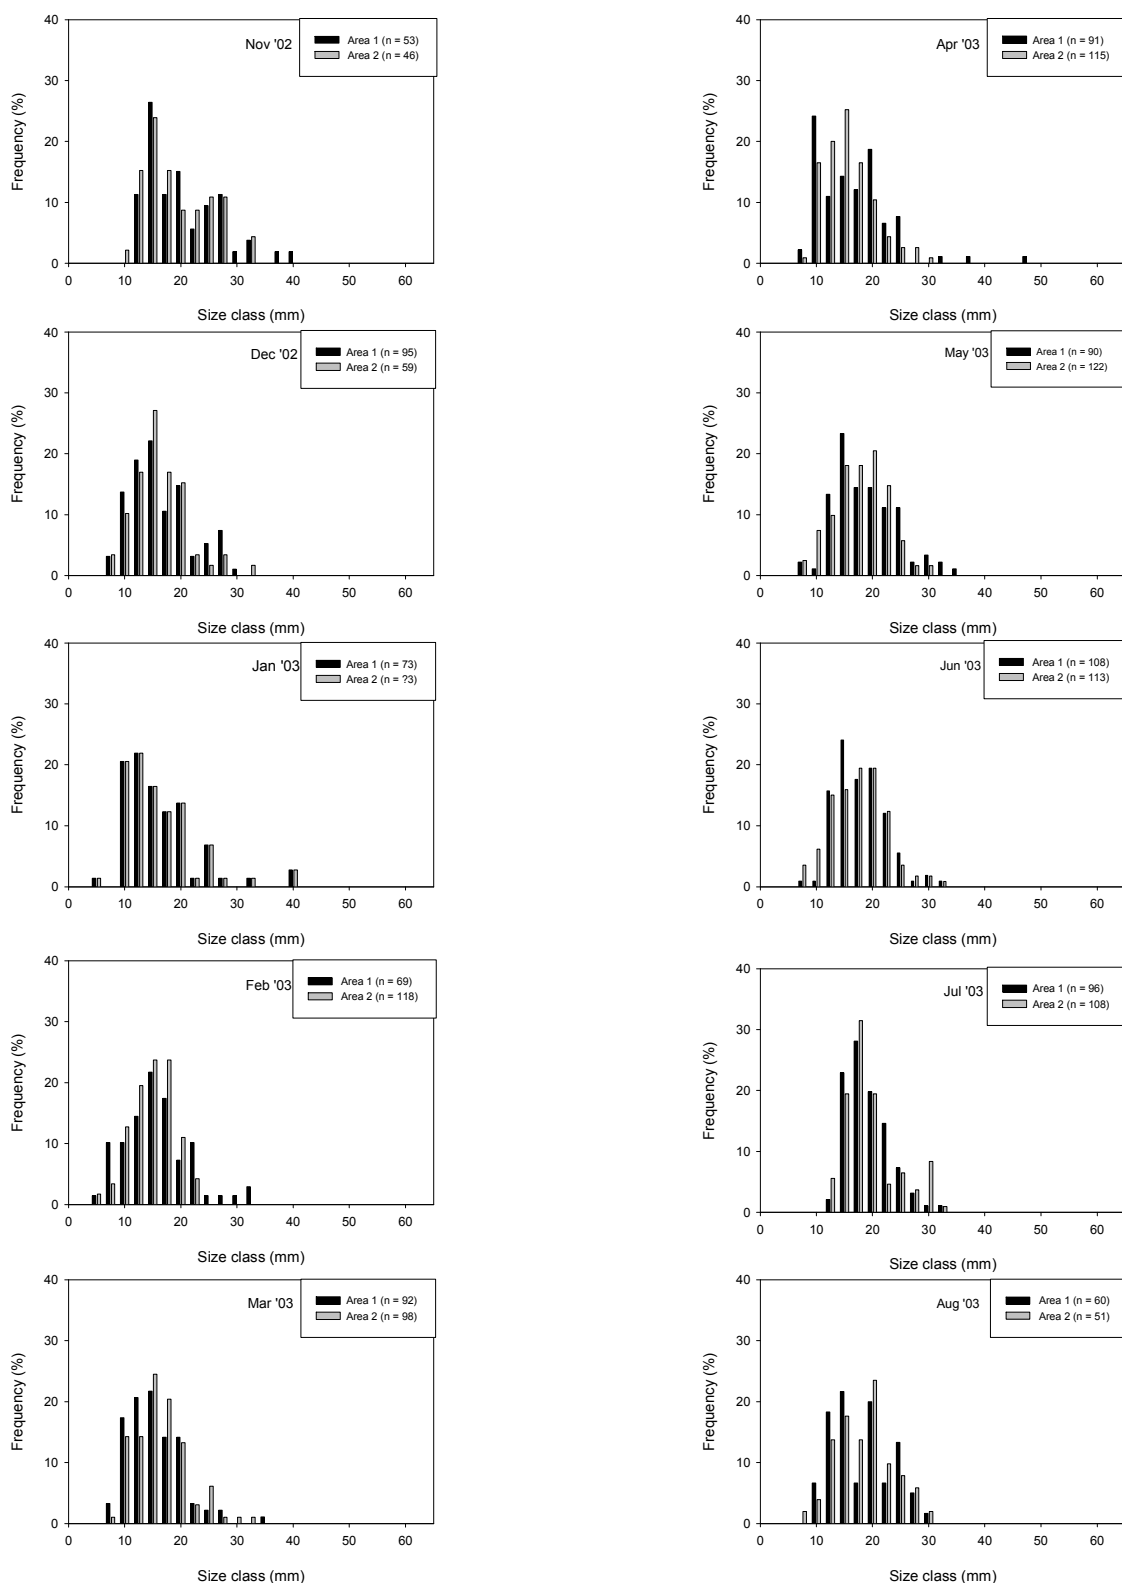 40
30
20
10
0
Frequency (%)
Nov '02
Area 1 (n = 53)
Area 2 (n = 46)
0 10 20 30 40 50 60
Size class (mm)
40
30
20
10
0
Frequency (%)
Dec '02
Area 1 (n = 95)
Area 2 (n = 59)
0 10 20 30 40 50 60
Size class (mm)
40
30
20
10
0
Frequency (%)
Jan '03
Area 1 (n = 73)
Area 2 (n = ?3)
0 10 20 30 40 50 60
Size class (mm)
40
30
20
10
0
Frequency (%)
Feb '03
Area 1 (n = 69)
Area 2 (n = 118)
0 10 20 30 40 50 60
Size class (mm)
40
30
20
10
0
Frequency (%)
Mar '03
Area 1 (n = 92)
Area 2 (n = 98)
0 10 20 30 40 50 60
Size class (mm)
40
30
20
10
0
Frequency (%)
Apr '03
Area 1 (n = 91)
Area 2 (n = 115)
0 10 20 30 40 50 60
Size class (mm)
40
30
20
10
0
Frequency (%)
May '03
Area 1 (n = 90)
Area 2 (n = 122)
0 10 20 30 40 50 60
Size class (mm)
40
30
20
10
0
Frequency (%)
Jun '03
Area 1 (n = 108)
Area 2 (n = 113)
0 10 20 30 40 50 60
Size class (mm)
40
30
20
10
0
Frequency (%)
Jul '03
Area 1 (n = 96)
Area 2 (n = 108)
0 10 20 30 40 50 60
Size class (mm)
40
30
20
10
0
Frequency (%)
Aug '03
Area 1 (n = 60)
Area 2 (n = 51)
0 10 20 30 40 50 60
Size class (mm)